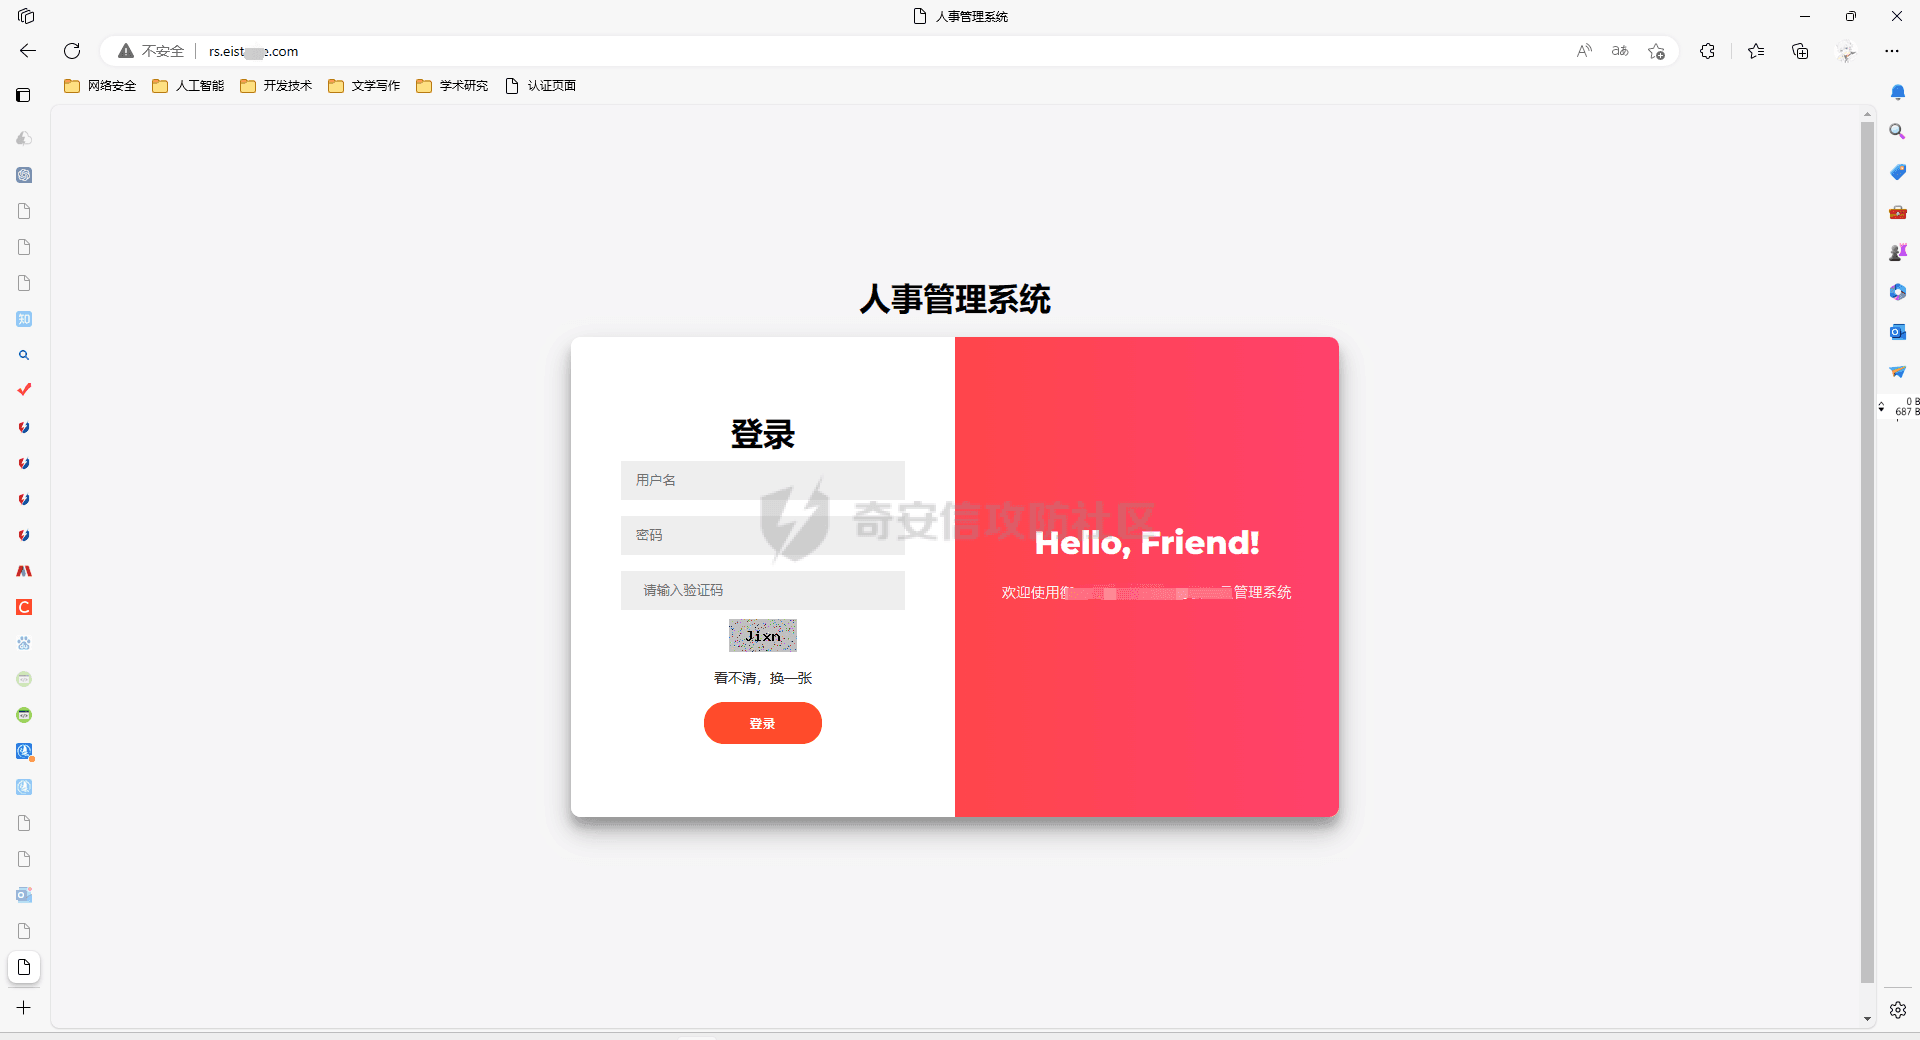 人事管理系统
不安全 rs.eist e.com
aあ
网络安全 人工智能 开发技术 文学写作 学术研究 认证页面
0 B
687 B
人事管理系统
登录
用户名
密码
请输入验证码
Jixn
看不清，换一张
登录
奇安信攻防社区
Hello, Friend!
欢迎使用 管理系统